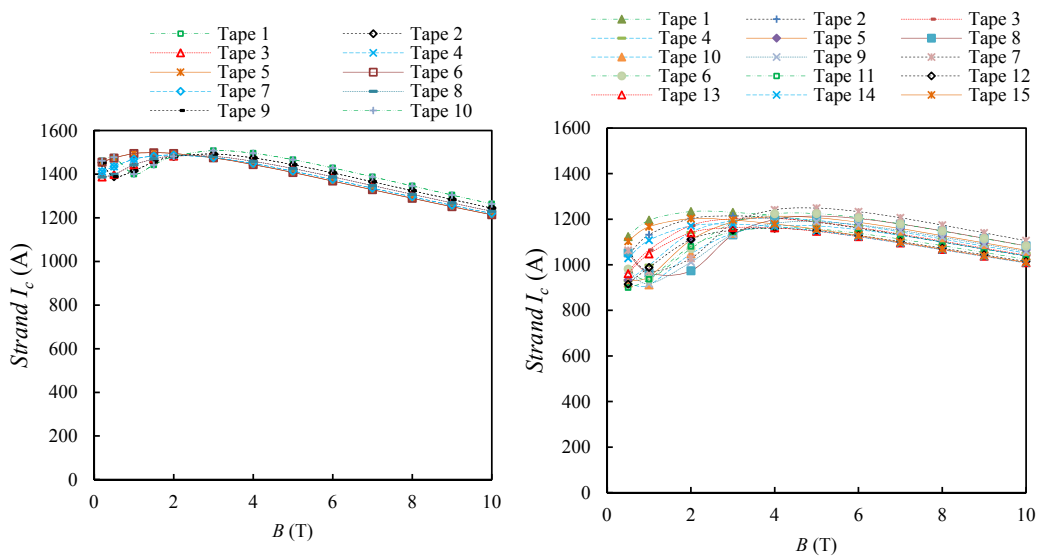 Tape 1 Tape 2
Tape 3 Tape 4
Tape 5 Tape 6
Tape 7 Tape 8
Tape 9 Tape 10
1600
1400
1200
1000
800
600
400
200
0
0 2 4 6 8 10
Strand Ic (A)
B (T)
Tape 1 Tape 2 Tape 3
Tape 4 Tape 5 Tape 8
Tape 10 Tape 9 Tape 7
Tape 6 Tape 11 Tape 12
Tape 13 Tape 14 Tape 15
1600
1400
1200
1000
800
600
400
200
0
0 2 4 6 8 10
Strand Ic (A)
B (T)